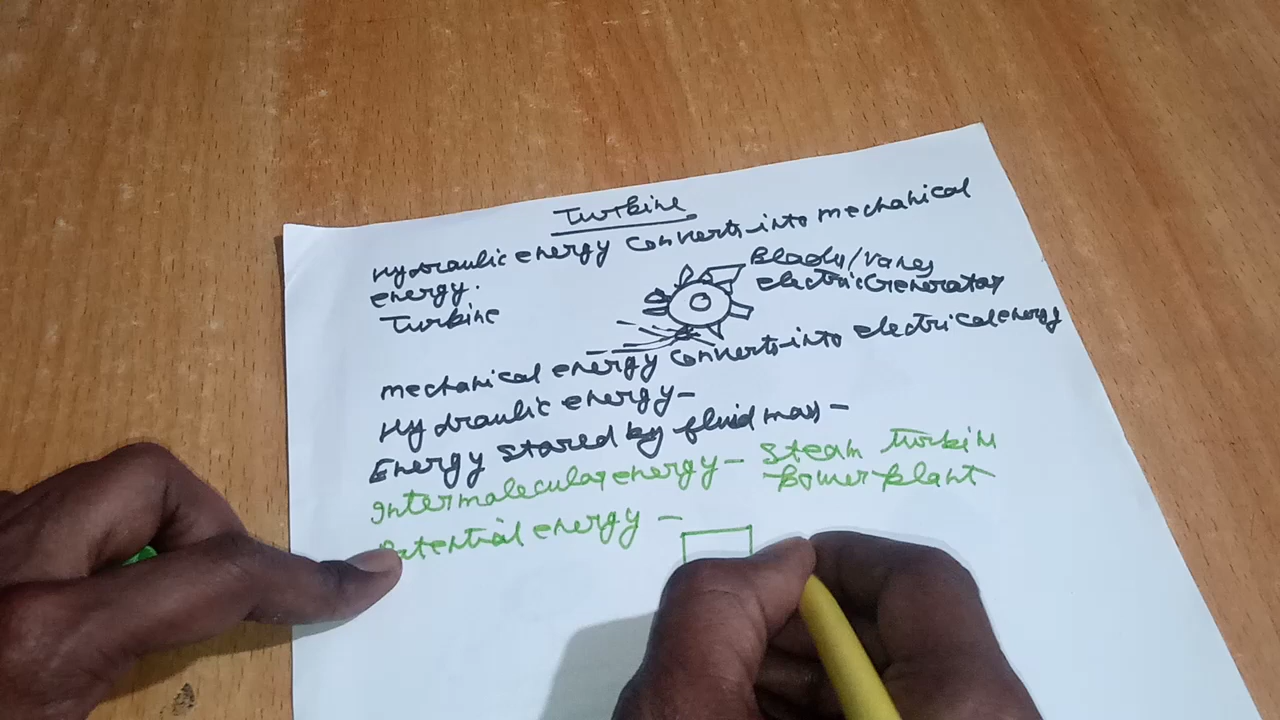 Turbine
Hydraulic energy converts into mechanical
energy.
Blades/vanes
Turbine
electric Generator
mechanical energy converts into electrical energy
Hydraulic energy-
Energy stored by fluid mass-
Intermolecular energy- steam turbine
power plant
Potential energy -